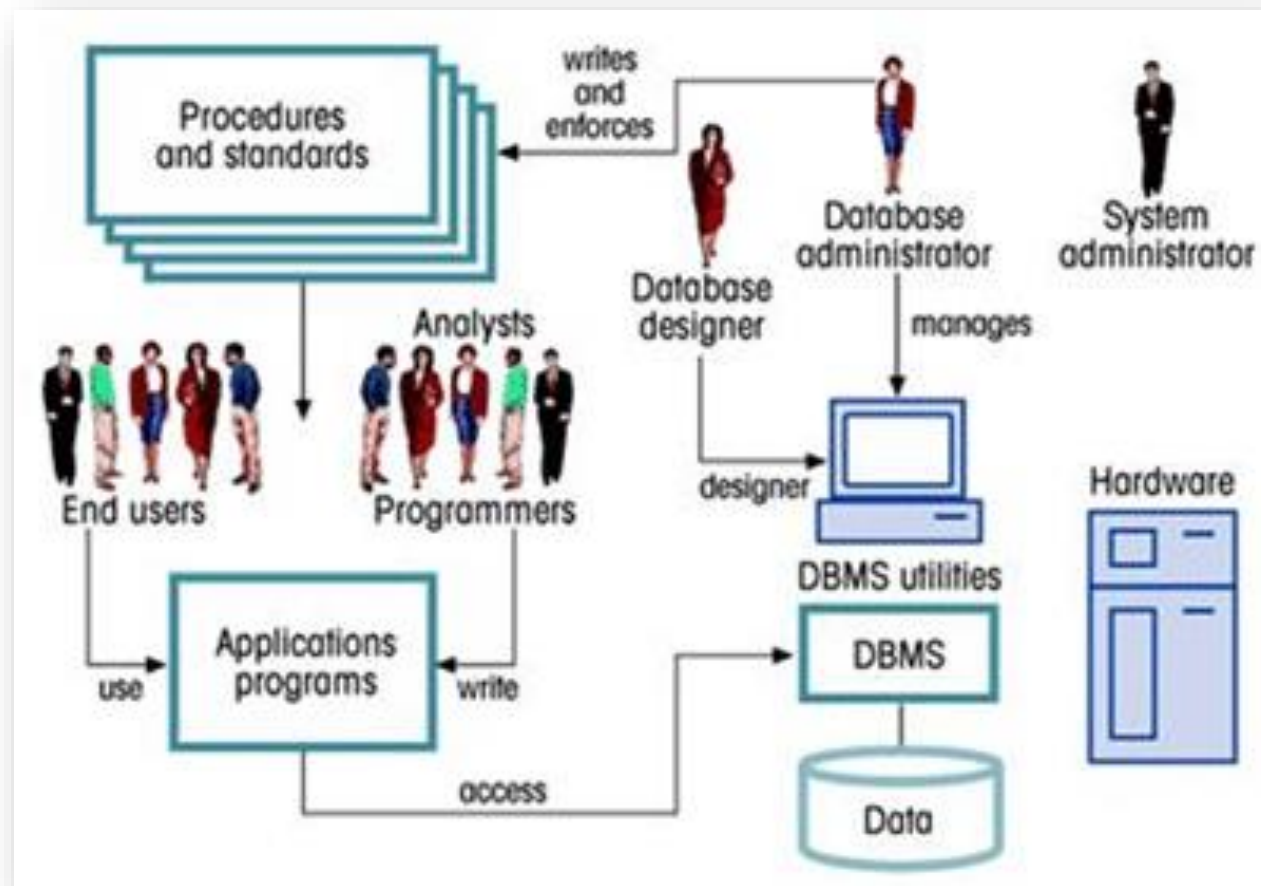 Procedures
and standards
writes
and
enforces
Database
administrator
System
administrator
Database
designer
manages
Analysts
End users
Programmers
designer
Hardware
DBMS utilities
Applications
programs
use
write
DBMS
access
Data